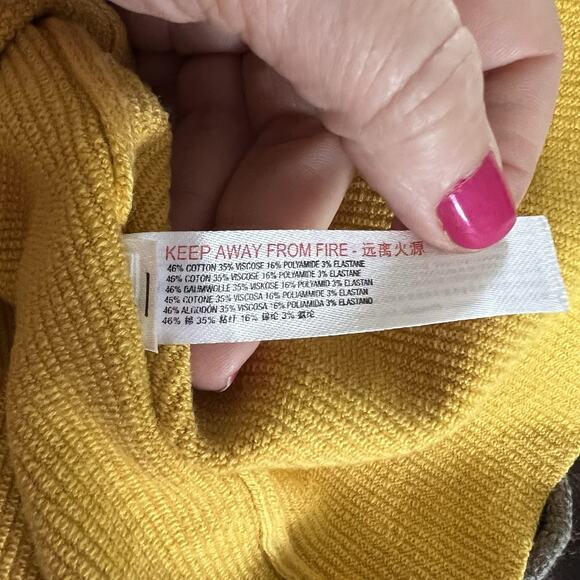 KEEP AWAY FROM FIRE - 远离火源
46% COTTON 35% VISCOSE 16% POLYAMIDE 3% ELASTANE
46% COTON 35% VISCOSE 16% POLYAMIDE 3% ELASTANE
46% BAUMWOLLE 35% VISKOSE 16% POLYAMID 3% ELASTAN
46% COTONE 35% VISCOSA 16% POLIAMMIDE 3% ELASTAN
46% ALGODÓN 35% VISCOSA 16% POLIAMIDA 3% ELASTANO
46% 棉 35% 粘纤 16% 锦纶 3% 氨纶